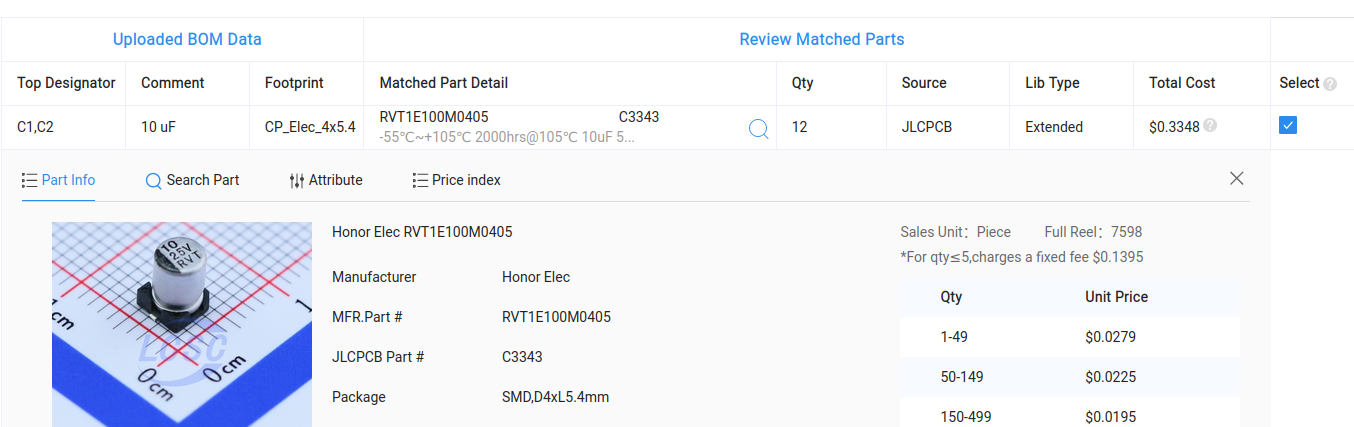 Uploaded BOM Data Review Matched Parts
Top Designator Comment Footprint Matched Part Detail Qty Source Lib Type Total Cost Select ?
C1,C2 10 uF CP_Elec_4x5.4 RVT1E100M0405 C3343 12 JLCPCB Extended $0.3348 ?
-55℃~+105℃ 2000hrs@105℃ 10uF 5...
Part Info Search Part Attribute Price index
Honor Elec RVT1E100M0405
Manufacturer Honor Elec
MFR.Part # RVT1E100M0405
JLCPCB Part # C3343
Package SMD,D4xL5.4mm
Sales Unit：Piece Full Reel：7598
*For qty≤5,charges a fixed fee $0.1395
Qty Unit Price
1-49 $0.0279
50-149 $0.0225
150-499 $0.0195
10
25V
RVT
1cm
1
LCSC
0cm
0cm